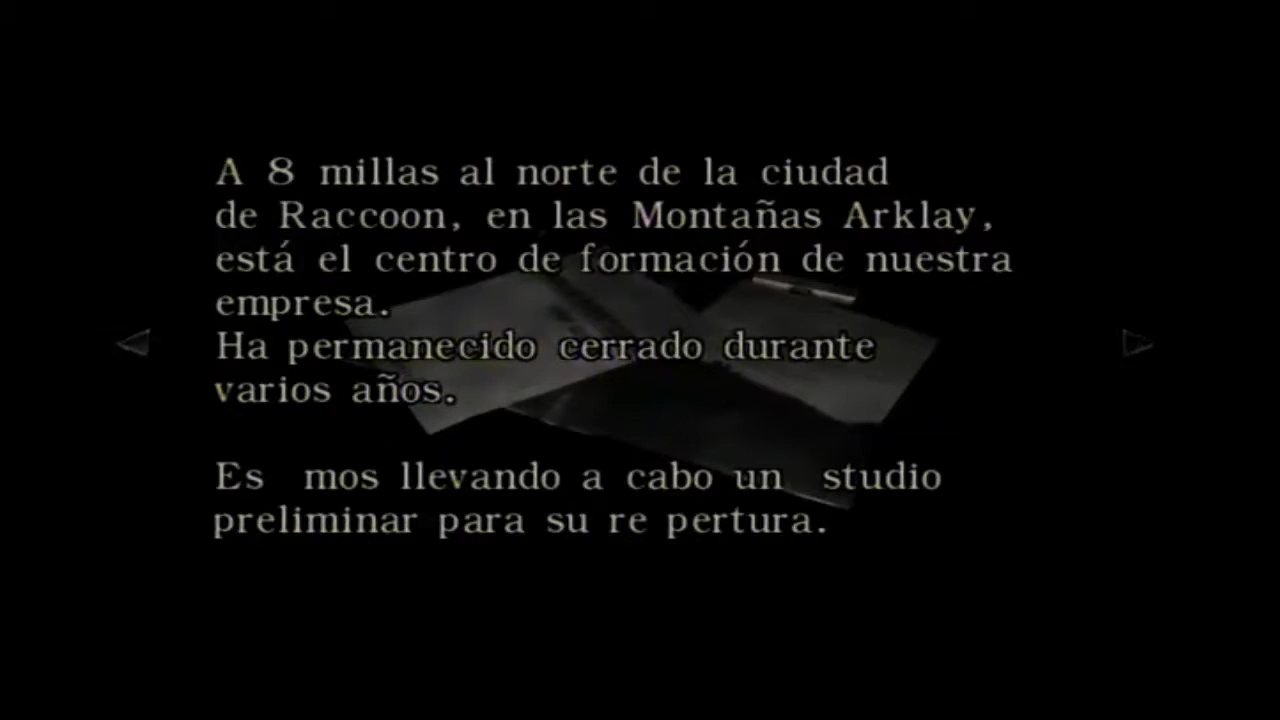 A 8 millas al norte de la ciudad
de Raccoon, en las Montañas Arklay,
está el centro de formación de nuestra
empresa.
Ha permanecido cerrado durante
varios años.
Es mos llevando a cabo un studio
preliminar para su re pertura.